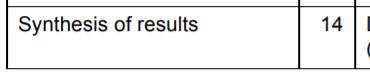 Synthesis of results 14